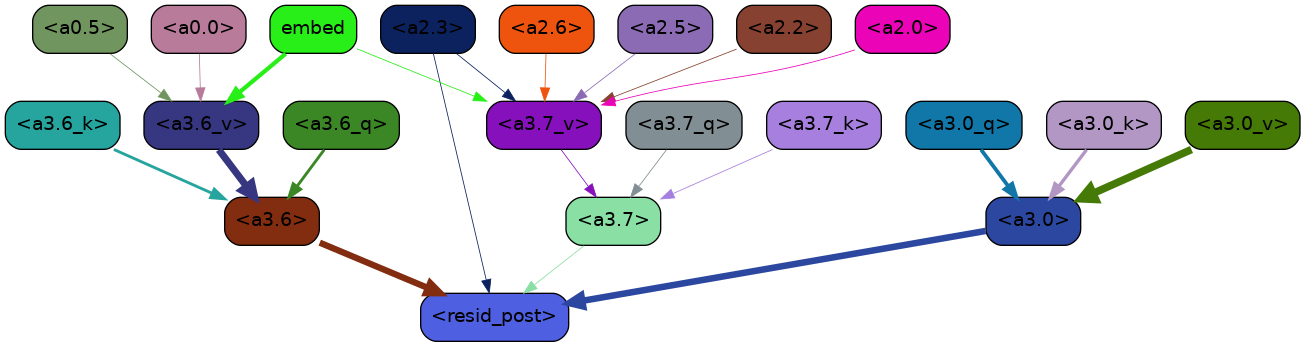 <a0.5> <a0.0> embed <a2.3> <a2.6> <a2.5> <a2.2> <a2.0>
<a3.6_k> <a3.6_v> <a3.6_q> <a3.7_v> <a3.7_q> <a3.7_k> <a3.0_q> <a3.0_k> <a3.0_v>
<a3.6> <a3.7> <a3.0>
<resid_post>